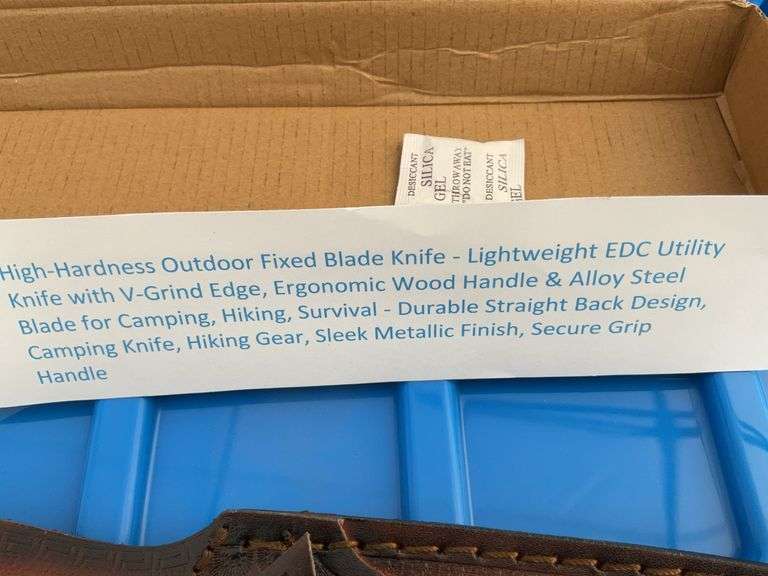 DESICCANT
SILICA
GEL
THROW AWAY
"DO NOT EAT"
DESICCANT
SILICA
GEL
High-Hardness Outdoor Fixed Blade Knife - Lightweight EDC Utility
Knife with V-Grind Edge, Ergonomic Wood Handle & Alloy Steel
Blade for Camping, Hiking, Survival - Durable Straight Back Design,
Camping Knife, Hiking Gear, Sleek Metallic Finish, Secure Grip
Handle